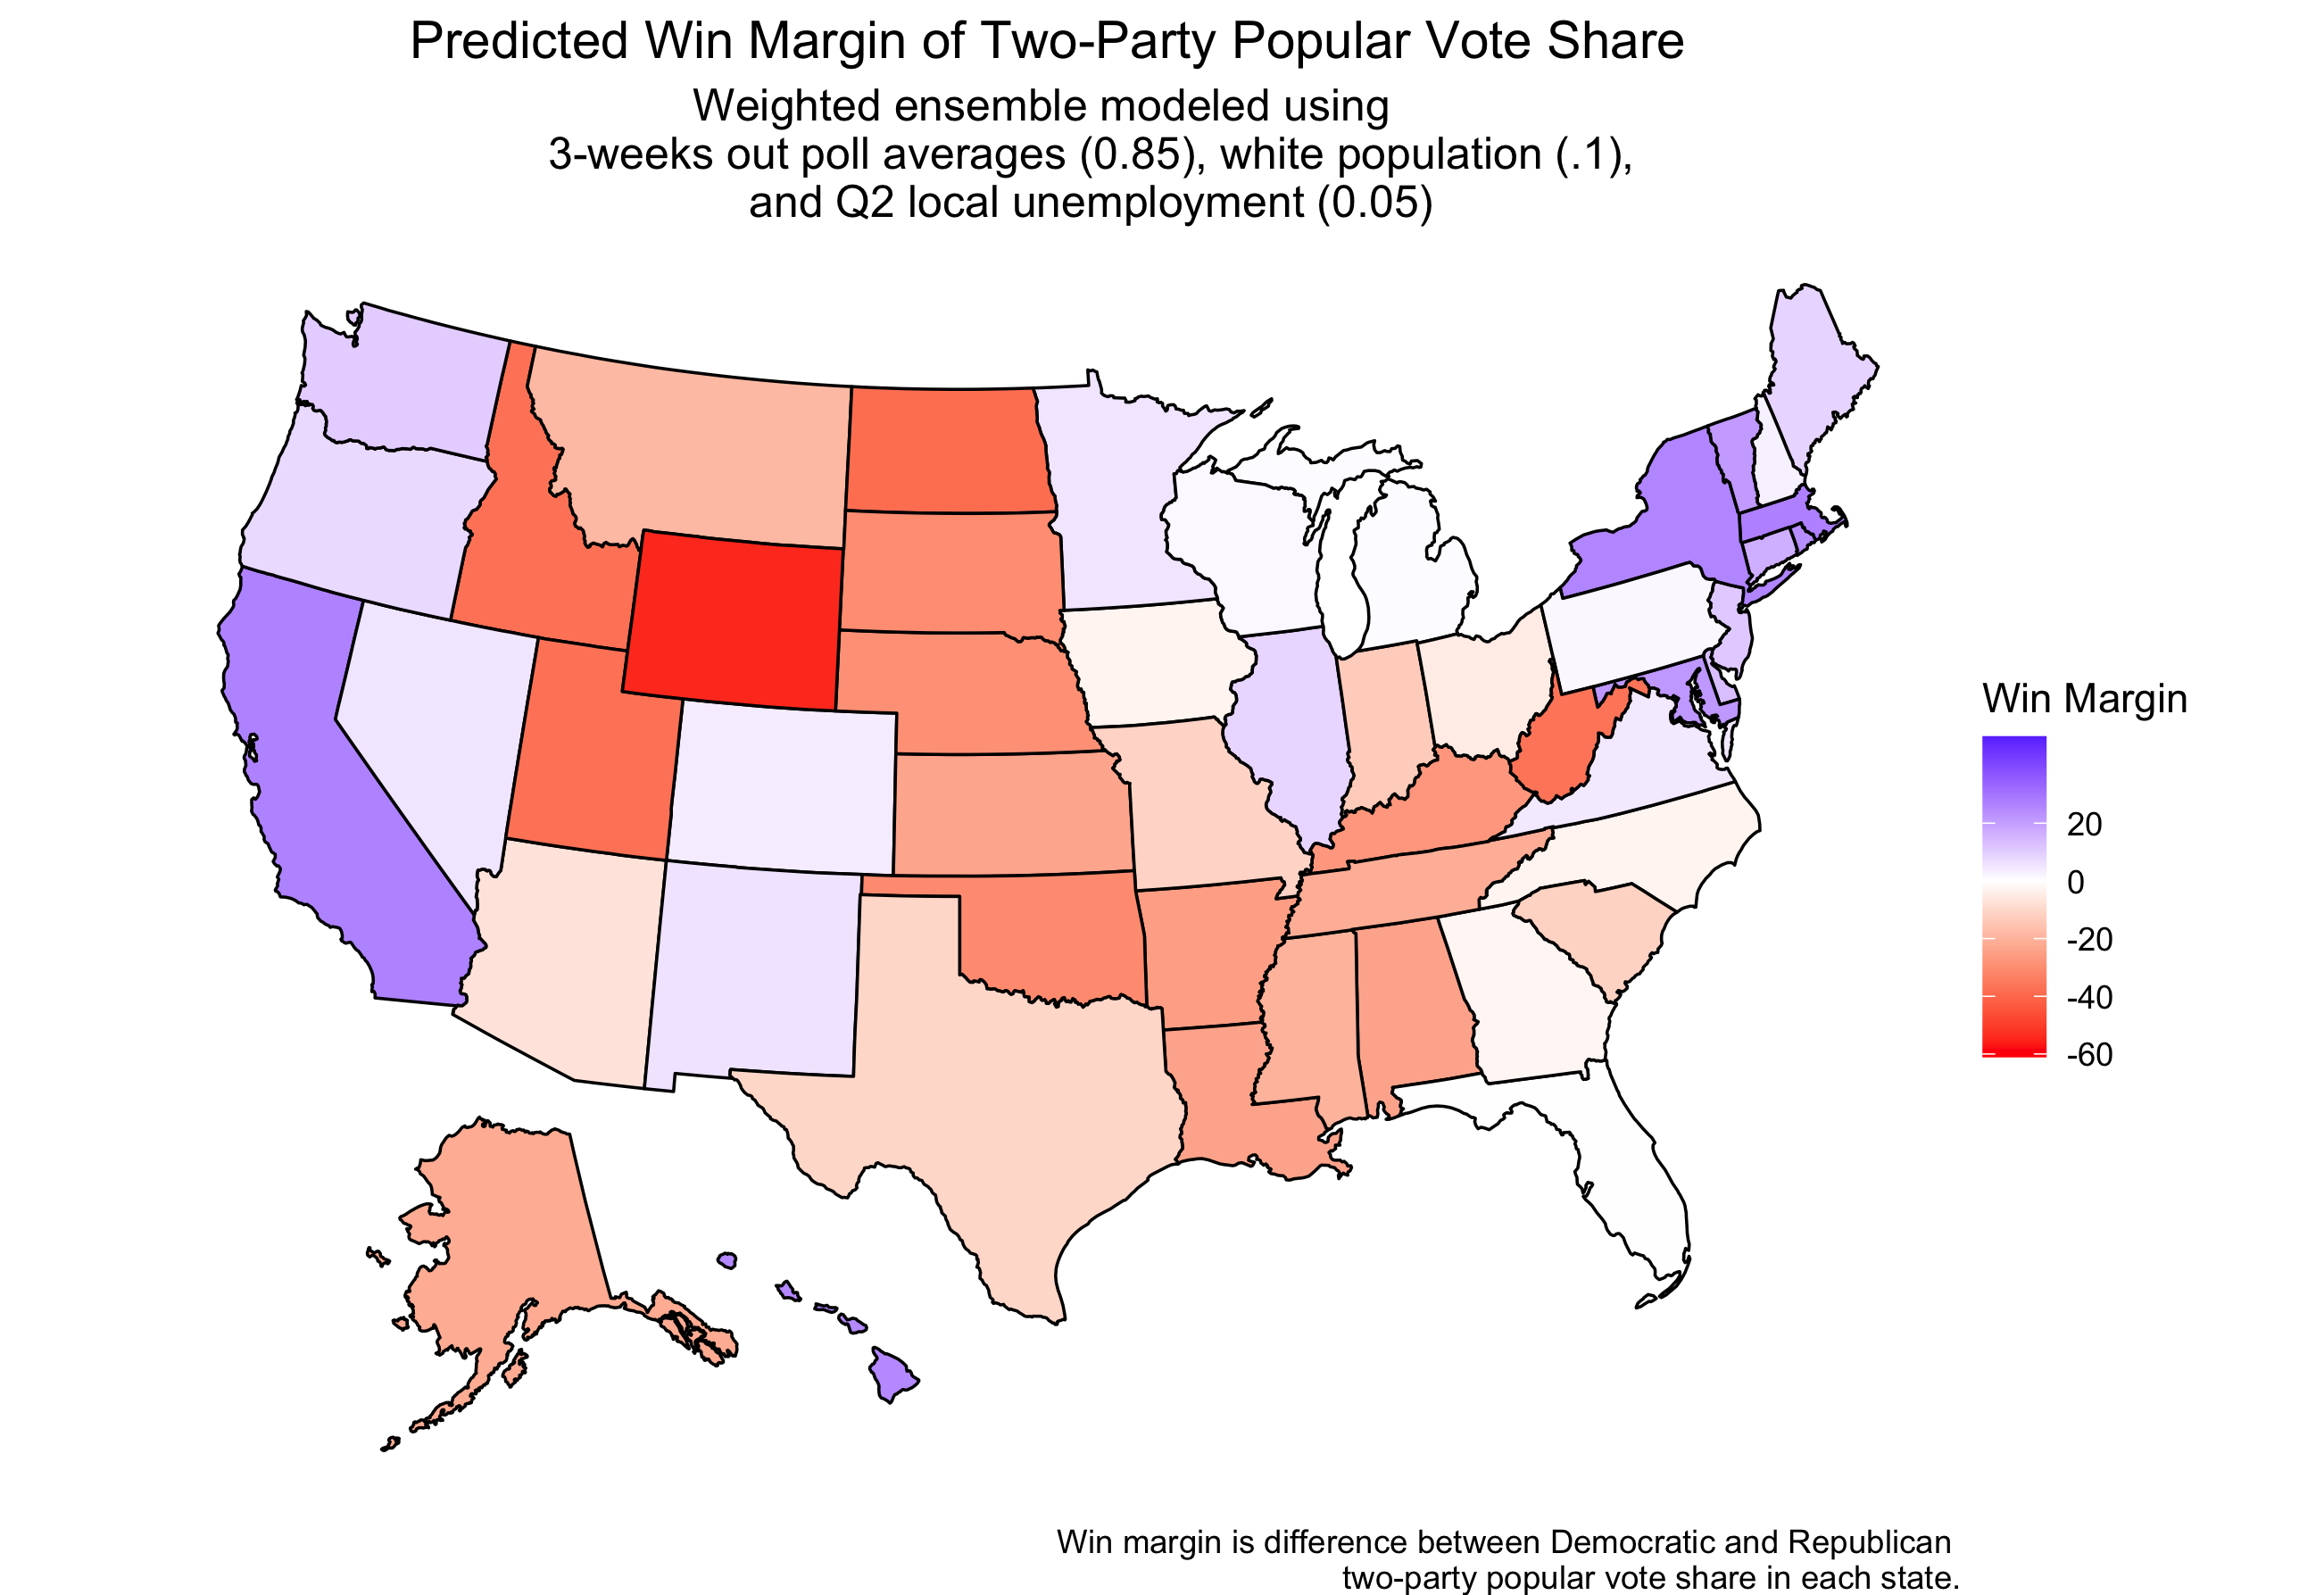 Predicted Win Margin of Two-Party Popular Vote Share
Weighted ensemble modeled using
3-weeks out poll averages (0.85), white population (.1),
and Q2 local unemployment (0.05)
Win Margin
20
0
-20
-40
-60
Win margin is difference between Democratic and Republican
two-party popular vote share in each state.